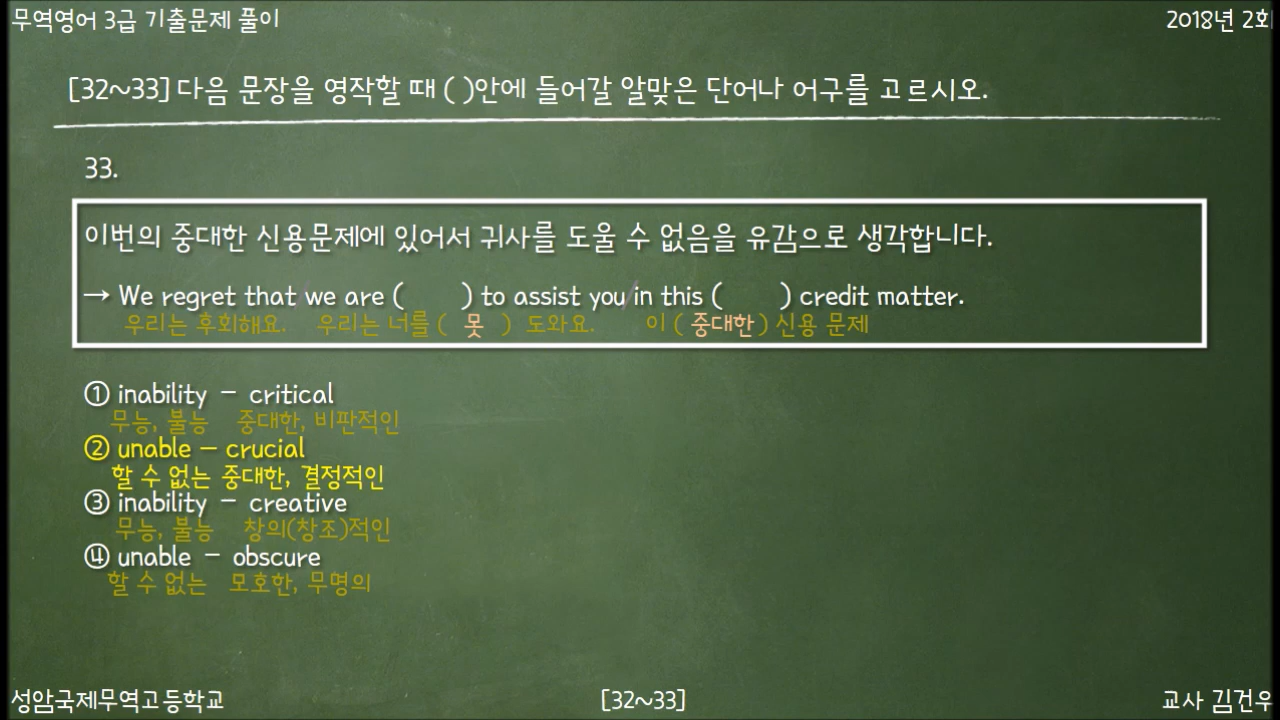 무역영어 3급 기출문제 풀이
2018년 2회
[32~33] 다음 문장을 영작할 때 ( )안에 들어갈 알맞은 단어나 어구를 고르시오.
33.
이번의 중대한 신용문제에 있어서 귀사를 도울 수 없음을 유감으로 생각합니다.
→ We regret that / we are ( ) to assist you / in this ( ) credit matter.
우리는 후회해요. 우리는 너를 ( 못 ) 도와요. 이 ( 중대한 ) 신용 문제
① inability – critical
무능, 불능 중대한, 비판적인
② unable – crucial
할 수 없는 중대한, 결정적인
③ inability – creative
무능, 불능 창의(창조)적인
④ unable – obscure
할 수 없는 모호한, 무명의
성암국제무역고등학교
[32~33]
교사 김건우